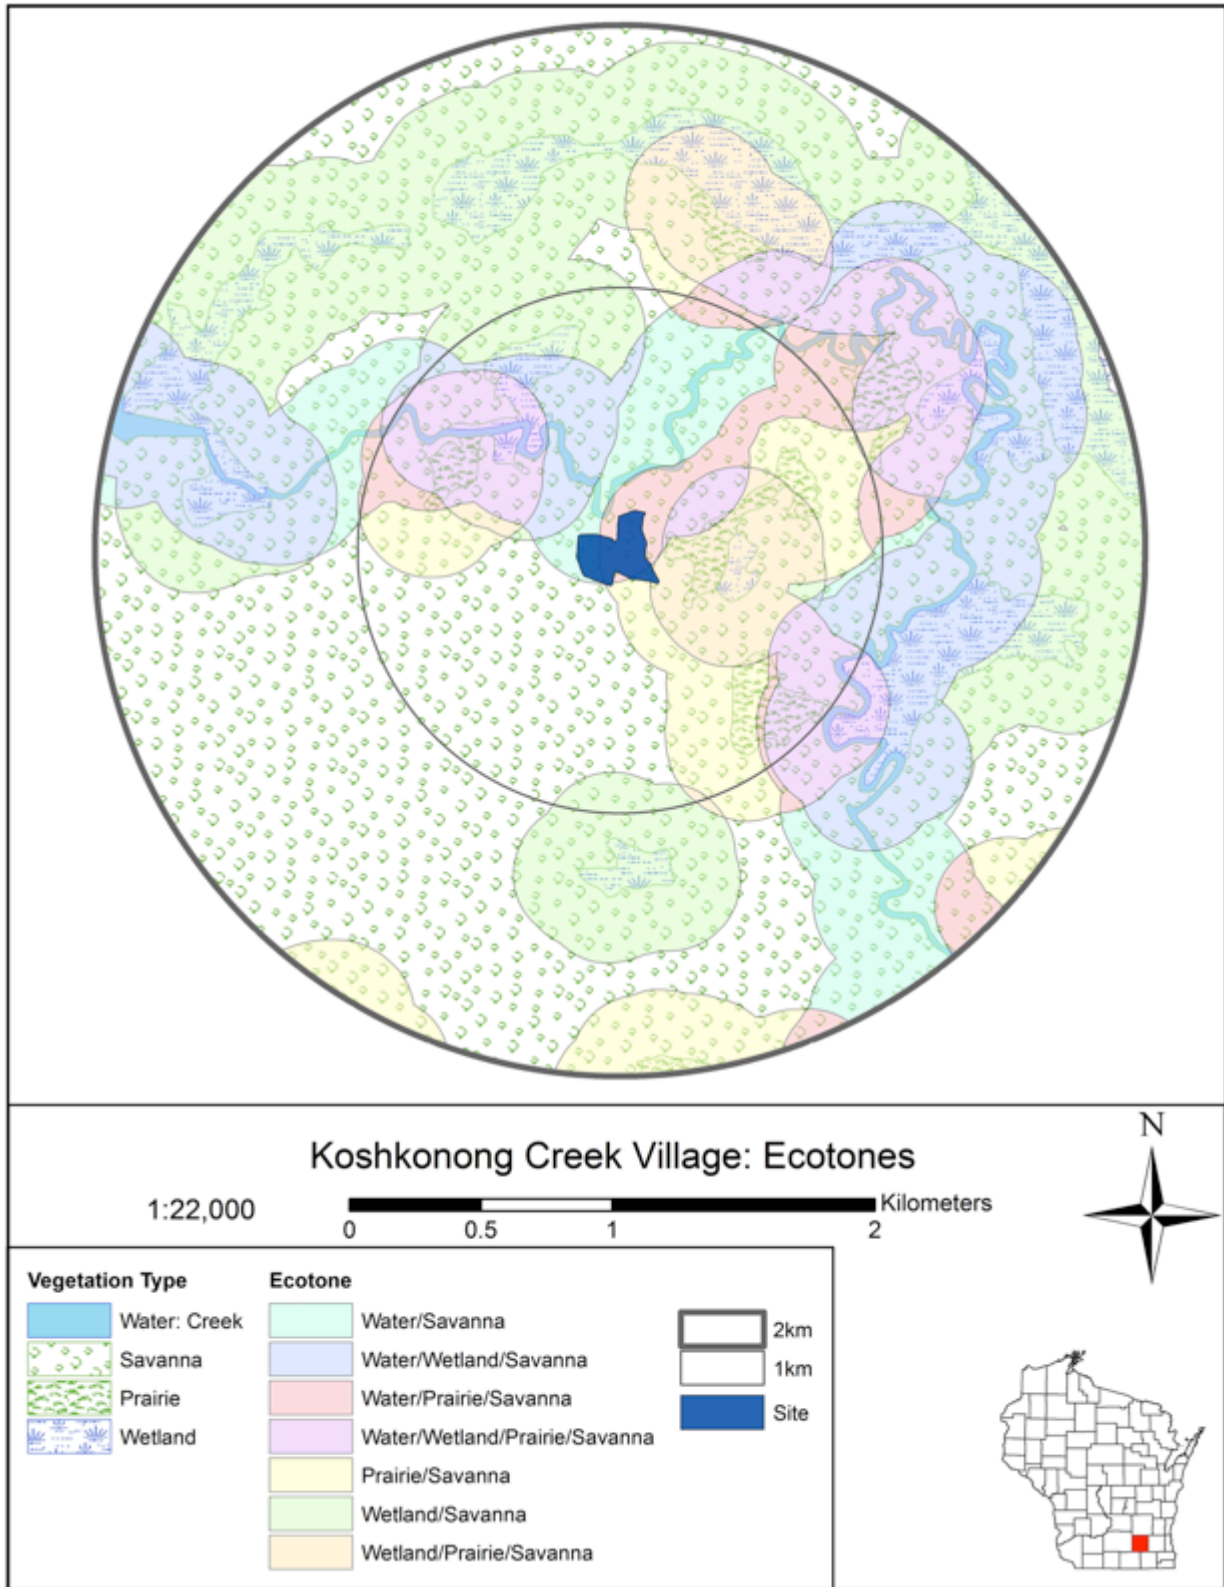 Koshkonong Creek Village: Ecotones
N
1:22,000
Kilometers
0 0.5 1 2
Vegetation Type
Water: Creek
Savanna
Prairie
Wetland
Ecotone
Water/Savanna
Water/Wetland/Savanna
Water/Prairie/Savanna
Water/Wetland/Prairie/Savanna
Prairie/Savanna
Wetland/Savanna
Wetland/Prairie/Savanna
2km
1km
Site